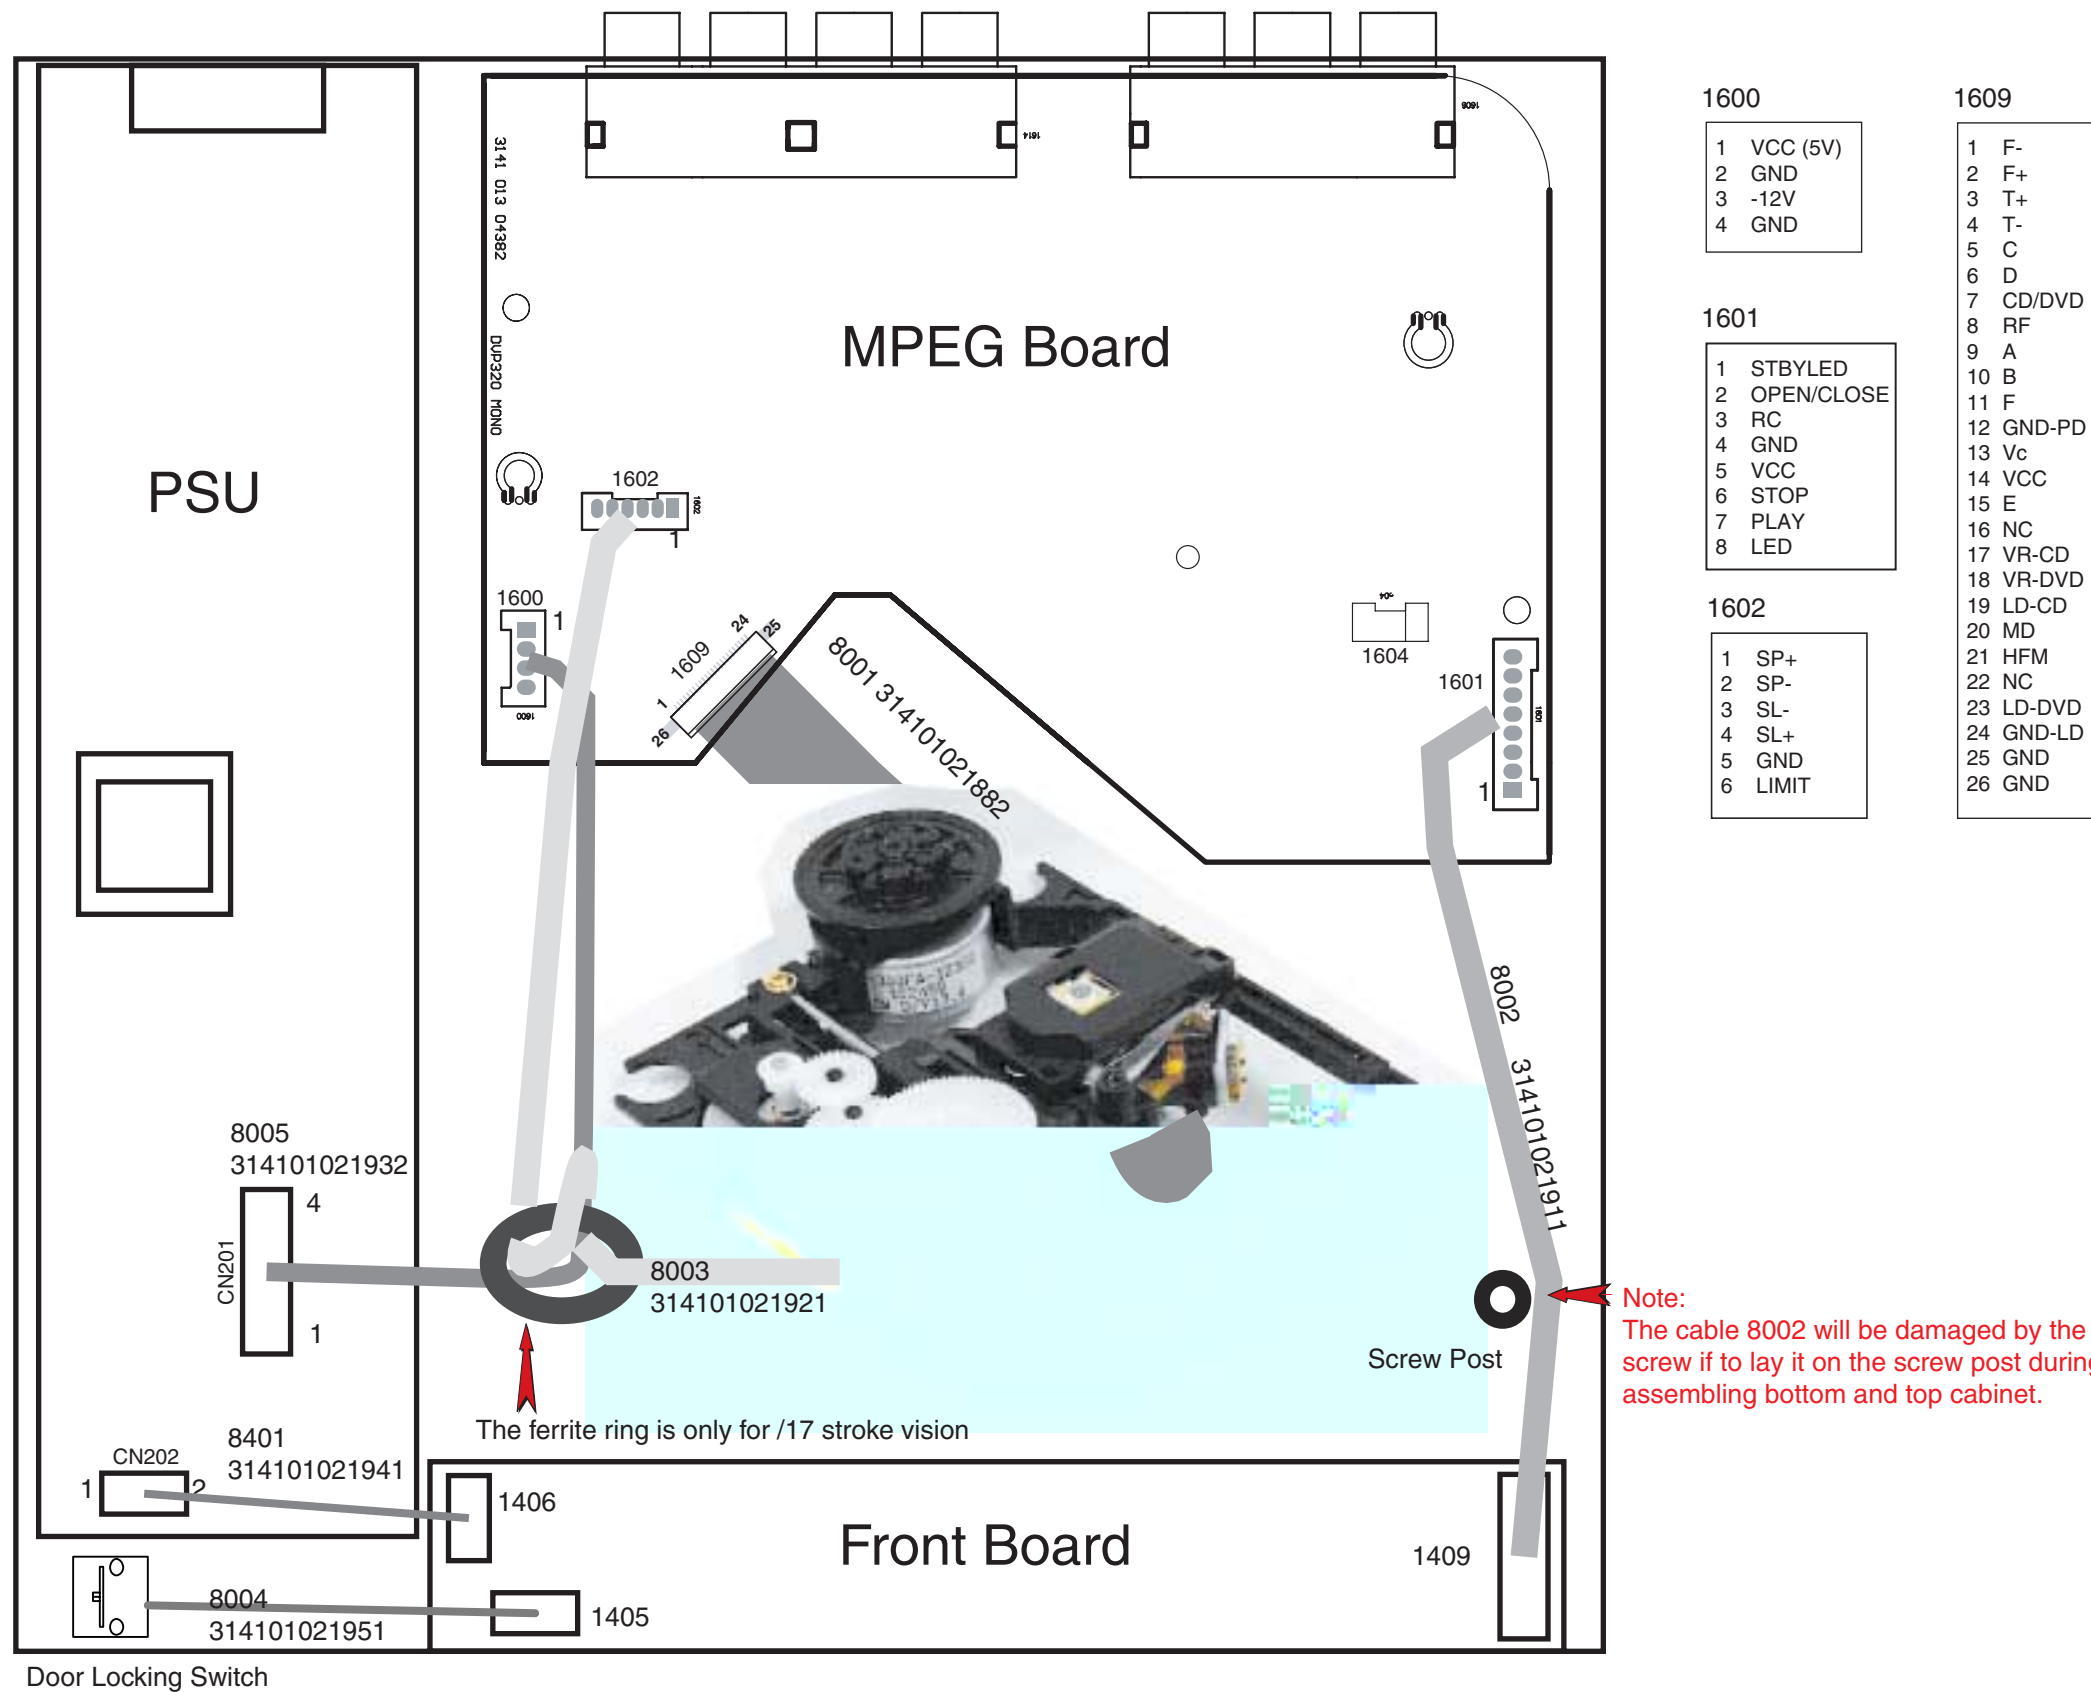 1614
1606
3141 013 04382
DVP320 MONO
MPEG Board
PSU
1602
1602
1
1600
1
1600
1609
24
25
1
26
8001 314101021882
1604
1601
1601
1
8002 314101021911
8005
314101021932
4
CN201
1
8003
314101021921
Screw Post
Note:
The cable 8002 will be damaged by the
screw if to lay it on the screw post during
assembling bottom and top cabinet.
The ferrite ring is only for /17 stroke vision
8401
314101021941
CN202
1
2
1406
Front Board
1409
8004
314101021951
1405
Door Locking Switch
1600
1 VCC (5V)
2 GND
3 -12V
4 GND
1601
1 STBYLED
2 OPEN/CLOSE
3 RC
4 GND
5 VCC
6 STOP
7 PLAY
8 LED
1602
1 SP+
2 SP-
3 SL-
4 SL+
5 GND
6 LIMIT
1609
1 F-
2 F+
3 T+
4 T-
5 C
6 D
7 CD/DVD
8 RF
9 A
10 B
11 F
12 GND-PD
13 Vc
14 VCC
15 E
16 NC
17 VR-CD
18 VR-DVD
19 LD-CD
20 MD
21 HFM
22 NC
23 LD-DVD
24 GND-LD
25 GND
26 GND